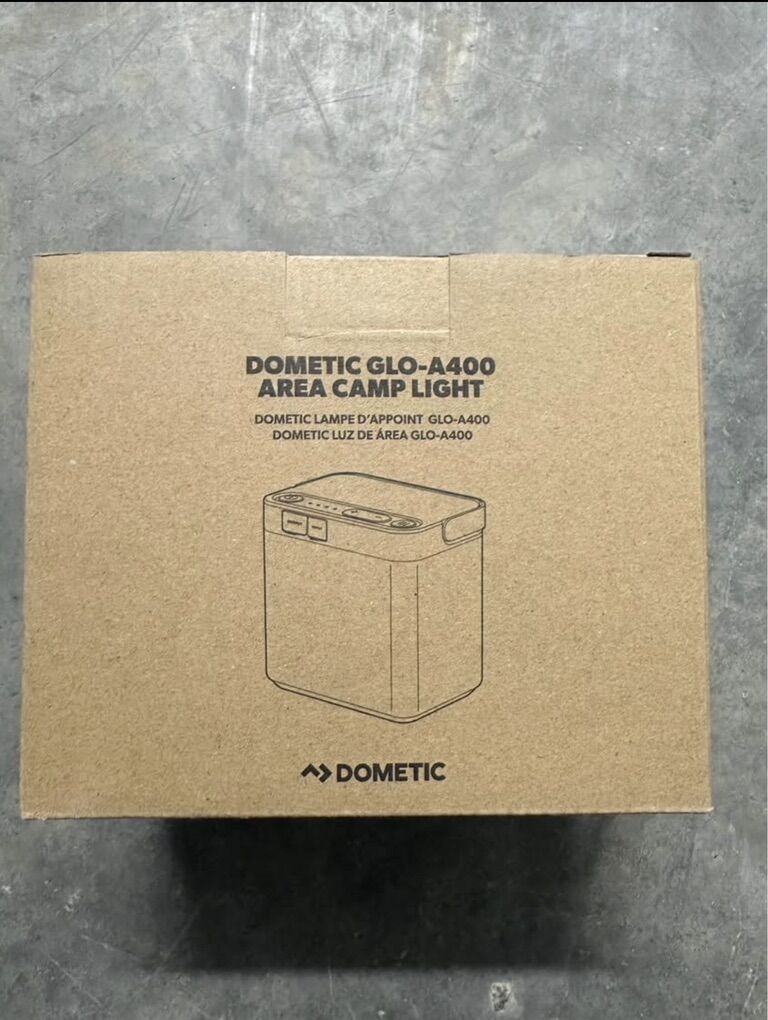 DOMETIC GLO-A400
AREA CAMP LIGHT
DOMETIC LAMPE D'APPOINT GLO-A400
DOMETIC LUZ DE ÁREA GLO-A400
DOMETIC